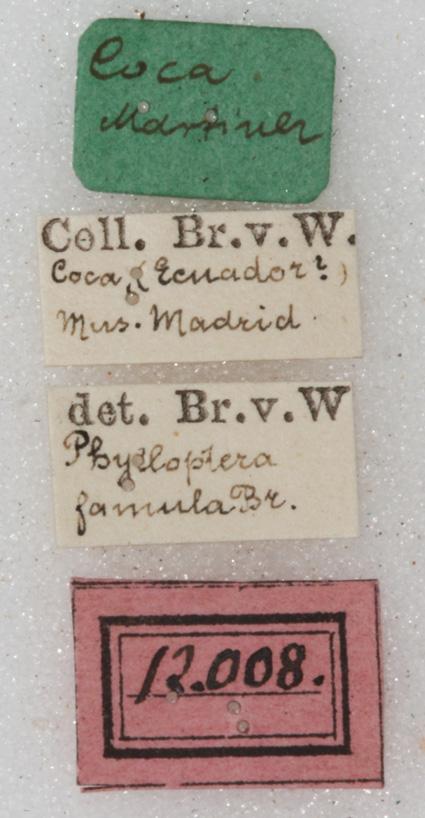 Coca
Martinez
Coll. Br.v.W.
Coca, (Ecuador?)
Mus. Madrid
det. Br.v.W
Phylloptera
famula Br.
12.008.